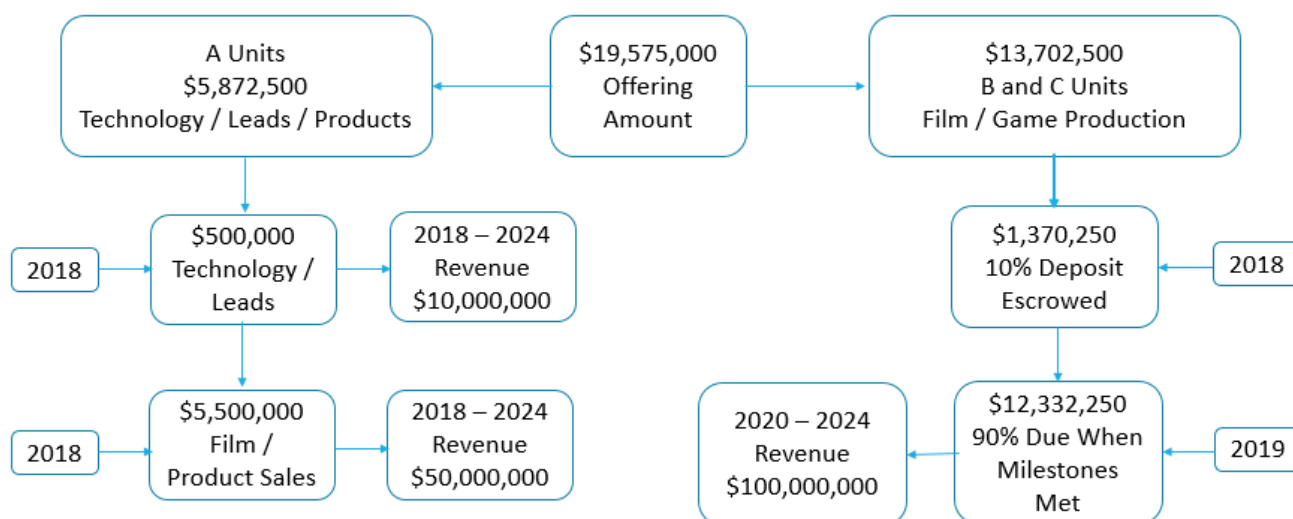 A Units
$5,872,500
Technology / Leads / Products
$19,575,000
Offering
Amount
$13,702,500
B and C Units
Film / Game Production
2018
$500,000
Technology /
Leads
2018 – 2024
Revenue
$10,000,000
$1,370,250
10% Deposit
Escrowed
2018
2018
$5,500,000
Film /
Product Sales
2018 – 2024
Revenue
$50,000,000
2020 – 2024
Revenue
$100,000,000
$12,332,250
90% Due When
Milestones
Met
2019